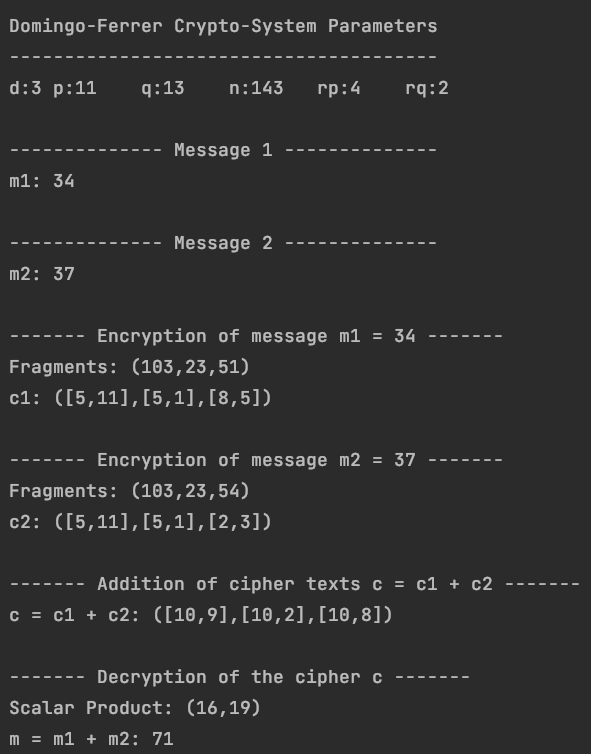 Domingo-Ferrer Crypto-System Parameters
---------------------------------------
d:3 p:11    q:13    n:143   rp:4    rq:2
-------------- Message 1 --------------
m1: 34
-------------- Message 2 --------------
m2: 37
------- Encryption of message m1 = 34 -------
Fragments: (103,23,51)
c1: ([5,11],[5,1],[8,5])
------- Encryption of message m2 = 37 -------
Fragments: (103,23,54)
c2: ([5,11],[5,1],[2,3])
------- Addition of cipher texts c = c1 + c2 -------
c = c1 + c2: ([10,9],[10,2],[10,8])
------- Decryption of the cipher c -------
Scalar Product: (16,19)
m = m1 + m2: 71